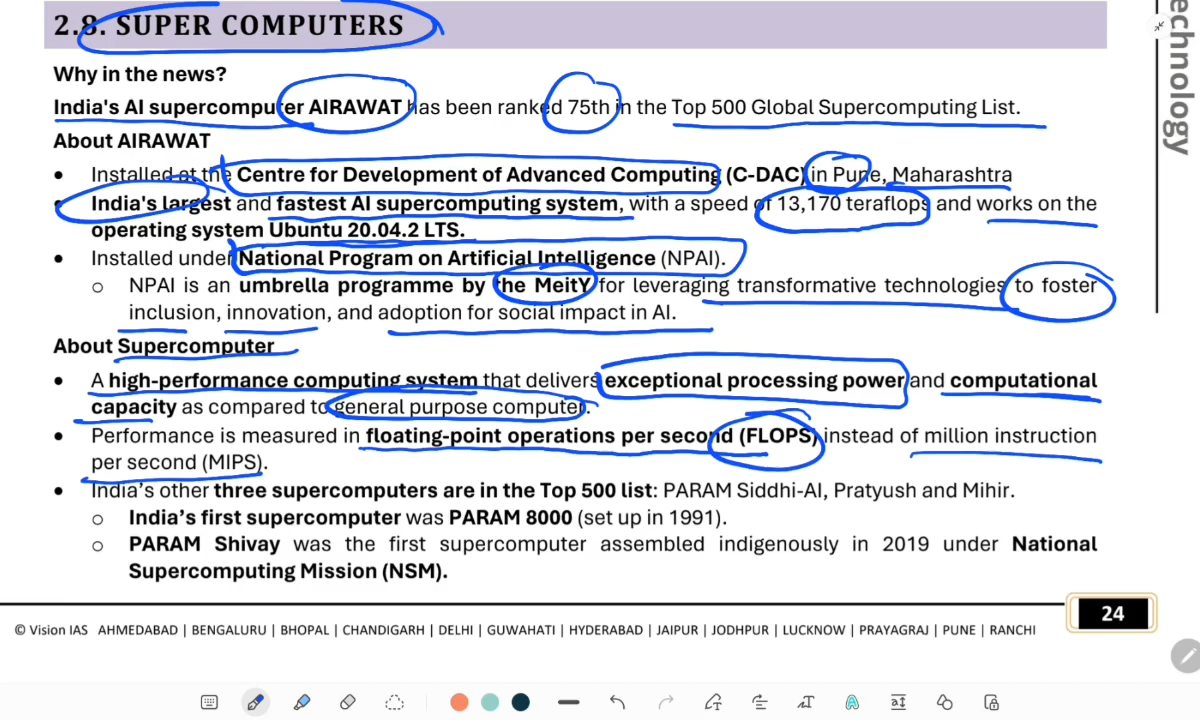 2.8. SUPER COMPUTERS
Why in the news?
India's AI supercomputer AIRAWAT has been ranked 75th in the Top 500 Global Supercomputing List.
About AIRAWAT
• Installed at the Centre for Development of Advanced Computing (C-DAC) in Pune, Maharashtra
• India's largest and fastest AI supercomputing system, with a speed of 13,170 teraflops and works on the
operating system Ubuntu 20.04.2 LTS.
• Installed under National Program on Artificial Intelligence (NPAI).
o NPAI is an umbrella programme by the MeitY for leveraging transformative technologies to foster
inclusion, innovation, and adoption for social impact in AI.
About Supercomputer
• A high-performance computing system that delivers exceptional processing power and computational
capacity as compared to general purpose computer.
• Performance is measured in floating-point operations per second (FLOPS) instead of million instruction
per second (MIPS).
• India's other three supercomputers are in the Top 500 list: PARAM Siddhi-AI, Pratyush and Mihir.
o India's first supercomputer was PARAM 8000 (set up in 1991).
o PARAM Shivay was the first supercomputer assembled indigenously in 2019 under National
Supercomputing Mission (NSM).
echnology
24
© Vision IAS AHMEDABAD | BENGALURU | BHOPAL | CHANDIGARH | DELHI | GUWAHATI | HYDERABAD | JAIPUR | JODHPUR | LUCKNOW | PRAYAGRAJ | PUNE | RANCHI